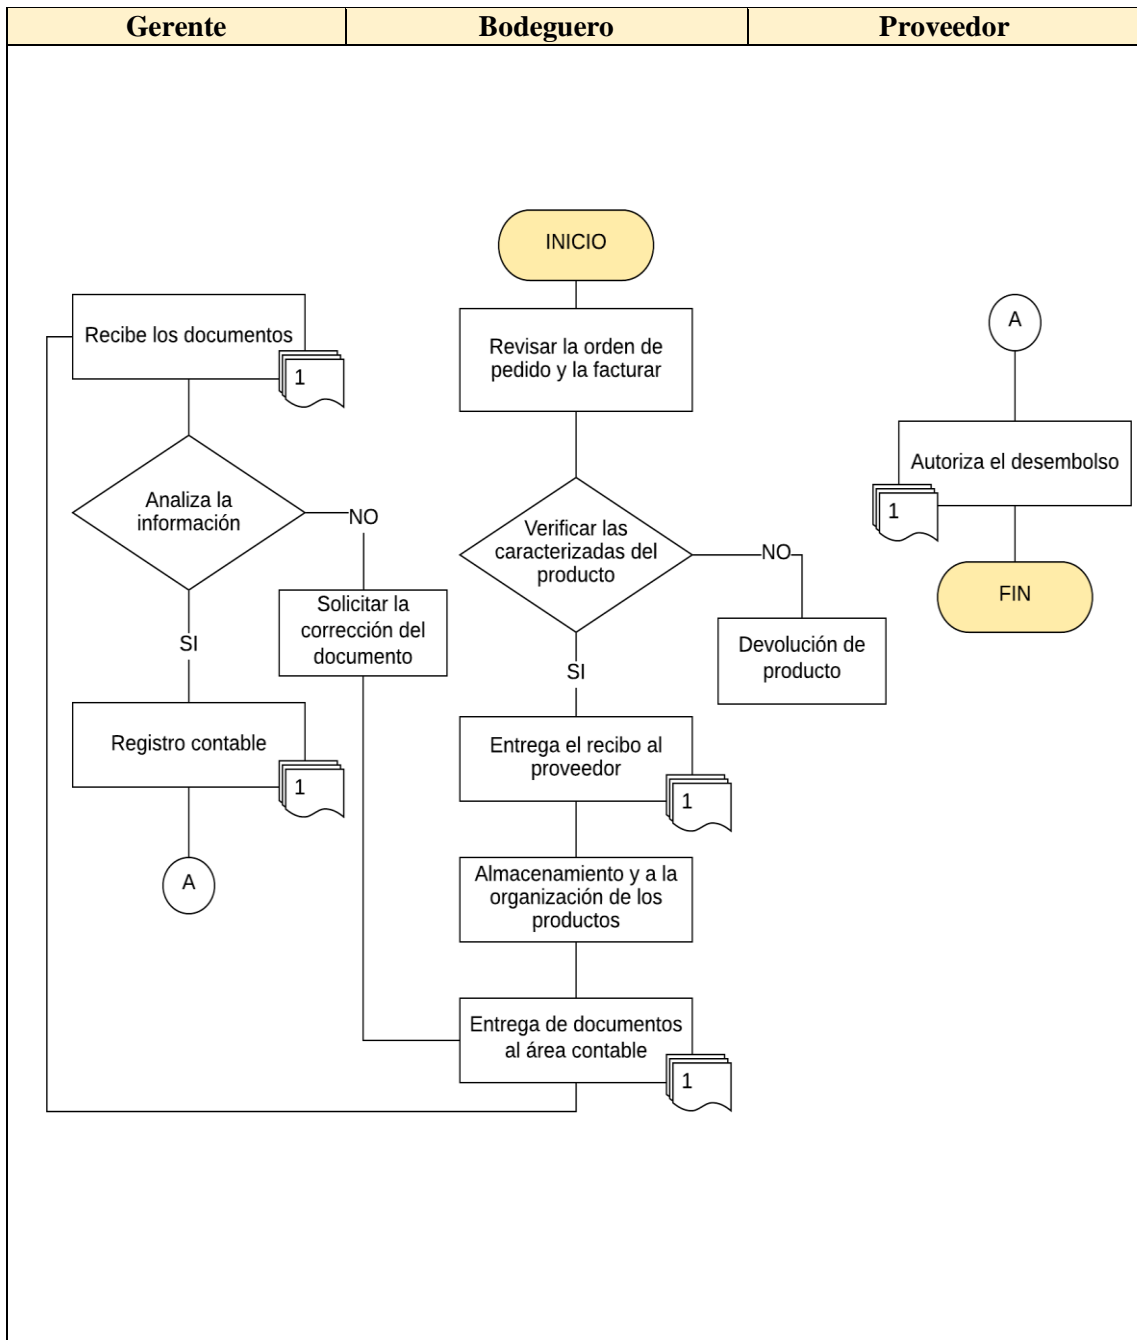 Gerente
Bodeguero
Proveedor
INICIO
Recibe los documentos
1
Revisar la orden de
pedido y la facturar
A
Autoriza el desembolso
1
Analiza la
información
NO
Verificar las
caracterizadas del
producto
NO
FIN
Solicitar la
corrección del
documento
SI
Devolución de
producto
SI
Registro contable
1
Entrega el recibo al
proveedor
1
A
Almacenamiento y a la
organización de los
productos
Entrega de documentos
al área contable
1